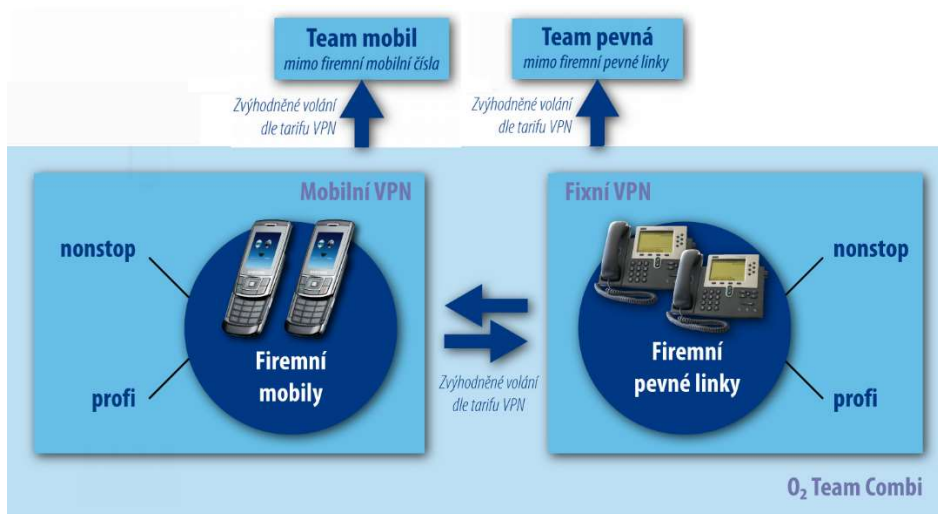 Team mobil
mimo firemní mobilní čísla
Team pevná
mimo firemní pevné linky
Zvýhodněné volání
dle tarifu VPN
Zvýhodněné volání
dle tarifu VPN
Mobilní VPN
nonstop
profi
Firemní
mobily
Zvýhodněné volání
dle tarifu VPN
Fixní VPN
nonstop
profi
Firemní
pevné linky
O₂ Team Combi